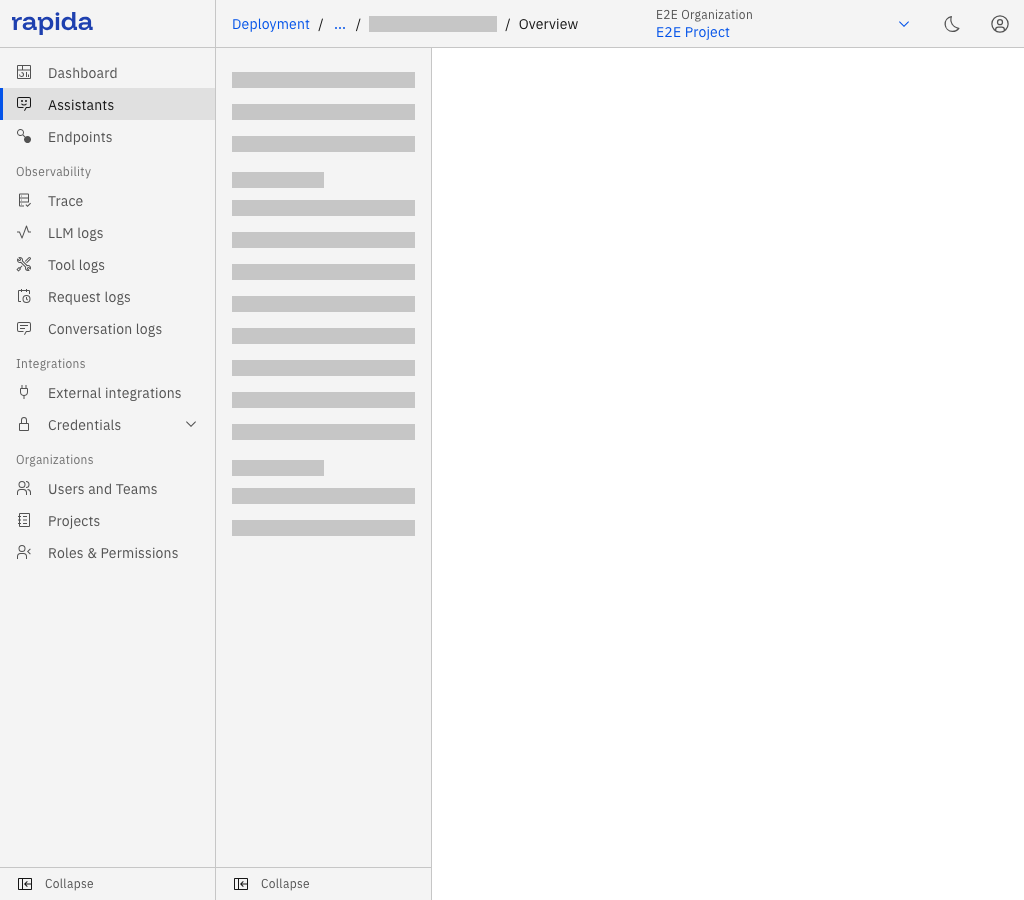 rapida
Deployment / ... / / Overview
E2E Organization
E2E Project
Dashboard
Assistants
Endpoints
Observability
Trace
LLM logs
Tool logs
Request logs
Conversation logs
Integrations
External integrations
Credentials
Organizations
Users and Teams
Projects
Roles & Permissions
Collapse
Collapse